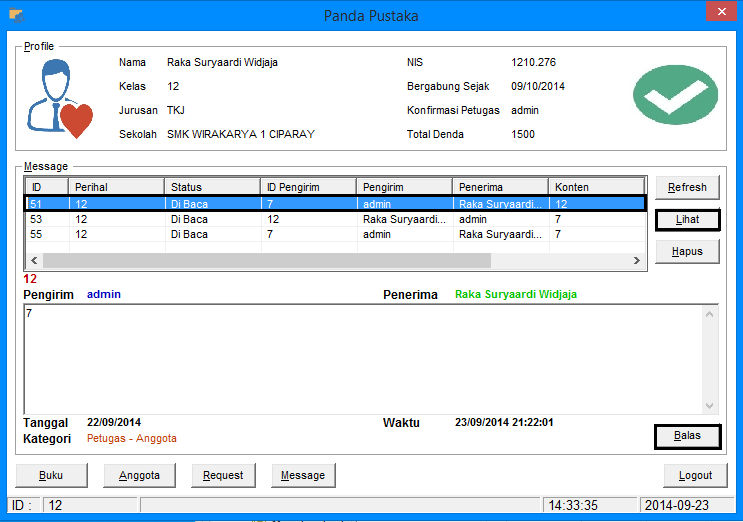 Panda Pustaka
Profile
Nama Raka Suryaardi Widjaja NIS 1210.276
Kelas 12 Bergabung Sejak 09/10/2014
Jurusan TKJ Konfirmasi Petugas admin
Sekolah SMK WIRAKARYA 1 CIPARAY Total Denda 1500
Message
ID Perihal Status ID Pengirim Pengirim Penerima Konten
51 12 Di Baca 7 admin Raka Suryaardi... 12
53 12 Di Baca 12 Raka Suryaardi... admin 7
55 12 Di Baca 7 admin Raka Suryaardi... 7
Refresh
Lihat
Hapus
12
Pengirim admin Penerima Raka Suryaardi Widjaja
7
Tanggal 22/09/2014 Waktu 23/09/2014 21:22:01
Kategori Petugas - Anggota
Balas
Buku Anggota Request Message Logout
ID : 12 14:33:35 2014-09-23